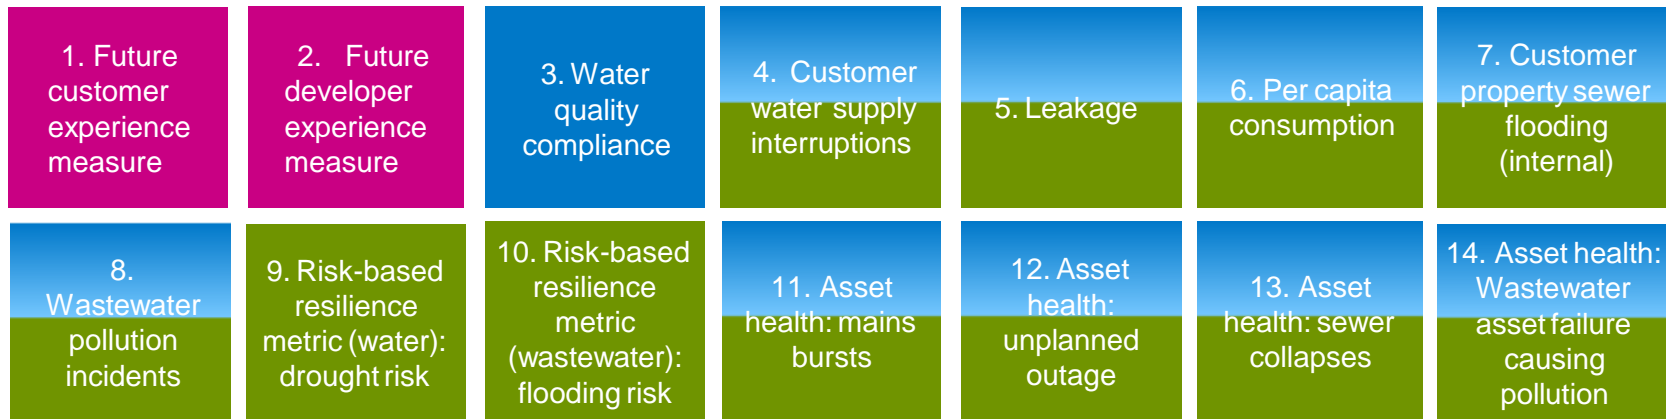 1. Future
customer
experience
measure
2. Future
developer
experience
measure
3. Water
quality
compliance
4. Customer
water supply
interruptions
5. Leakage
6. Per capita
consumption
7. Customer
property sewer
flooding
(internal)
8.
Wastewater
pollution
incidents
9. Risk-based
resilience
metric (water):
drought risk
10. Risk-based
resilience
metric
(wastewater):
flooding risk
11. Asset
health: mains
bursts
12. Asset
health:
unplanned
outage
13. Asset
health: sewer
collapses
14. Asset health:
Wastewater
asset failure
causing
pollution